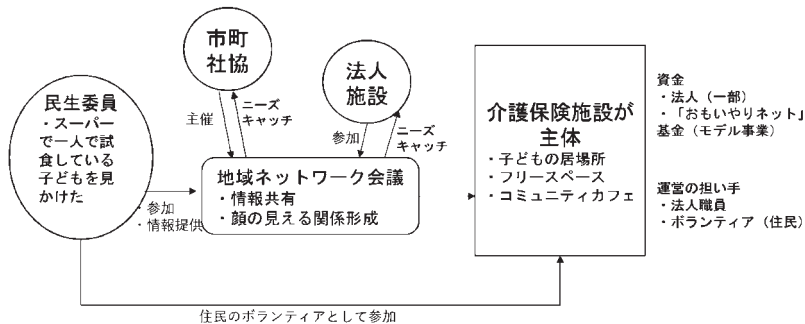 市町
社協
法人
施設
民生委員
・スーパー
で一人で試
食している
子どもを見
かけた
主催
ニーズ
キャッチ
参加
ニーズ
キャッチ
地域ネットワーク会議
・情報共有
・顔の見える関係形成
・参加
・情報提供
介護保険施設が
主体
・子どもの居場所
・フリースペース
・コミュニティカフェ
資金
・法人（一部）
・「おもいやりネット」
基金（モデル事業）
運営の担い手
・法人職員
・ボランティア（住民）
住民のボランティアとして参加